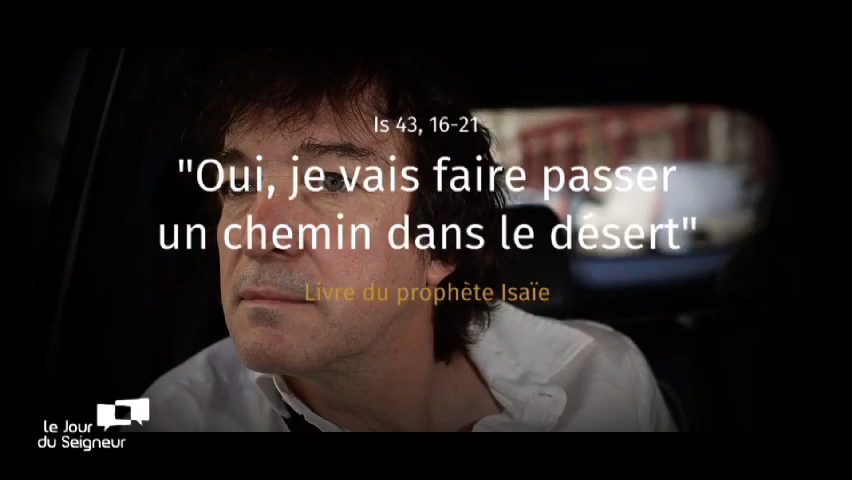 Is 43, 16-21
"Oui, je vais faire passer
un chemin dans le désert"
Livre du prophète Isaïe
le Jour
du Seigneur